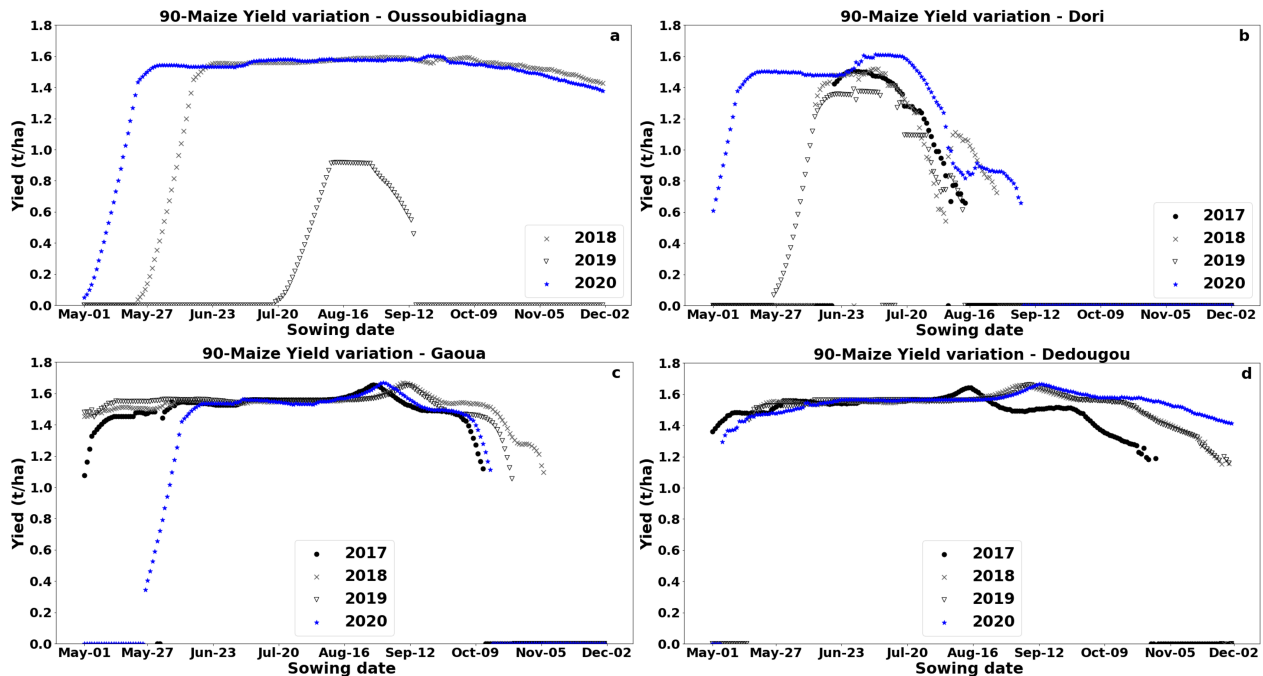 90-Maize Yield variation - Oussoubidiagna
a
1.8
1.6
1.4
1.2
1.0
0.8
0.6
0.4
0.2
0.0
Yied (t/ha)
2018
2019
2020
May-01 May-27 Jun-23 Jul-20 Aug-16 Sep-12 Oct-09 Nov-05 Dec-02
Sowing date
90-Maize Yield variation - Dori
b
1.8
1.6
1.4
1.2
1.0
0.8
0.6
0.4
0.2
0.0
Yied (t/ha)
2017
2018
2019
2020
May-01 May-27 Jun-23 Jul-20 Aug-16 Sep-12 Oct-09 Nov-05 Dec-02
Sowing date
90-Maize Yield variation - Gaoua
c
1.8
1.6
1.4
1.2
1.0
0.8
0.6
0.4
0.2
0.0
Yied (t/ha)
2017
2018
2019
2020
May-01 May-27 Jun-23 Jul-20 Aug-16 Sep-12 Oct-09 Nov-05 Dec-02
Sowing date
90-Maize Yield variation - Dedougou
d
1.8
1.6
1.4
1.2
1.0
0.8
0.6
0.4
0.2
0.0
Yied (t/ha)
2017
2018
2019
2020
May-01 May-27 Jun-23 Jul-20 Aug-16 Sep-12 Oct-09 Nov-05 Dec-02
Sowing date